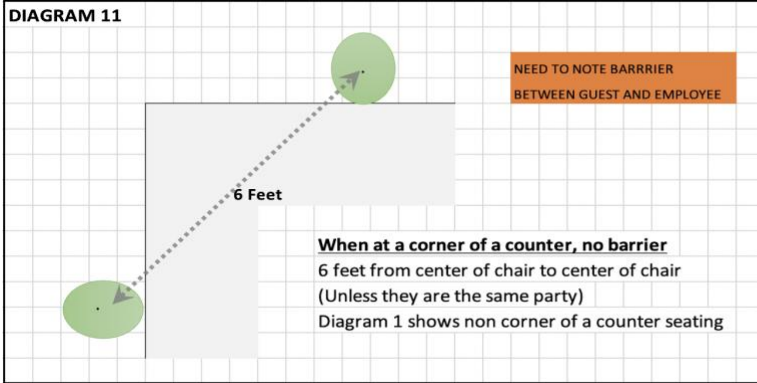 DIAGRAM 11
NEED TO NOTE BARRRIER
BETWEEN GUEST AND EMPLOYEE
6 Feet
When at a corner of a counter, no barrier
6 feet from center of chair to center of chair
(Unless they are the same party)
Diagram 1 shows non corner of a counter seating